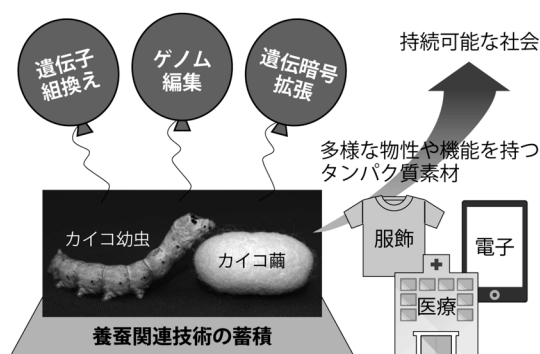 遺伝子
組換え
ゲノム
編集
遺伝暗号
拡張
持続可能な社会
多様な物性や機能を持つ
タンパク質素材
カイコ幼虫
カイコ繭
服飾
電子
医療
養蚕関連技術の蓄積